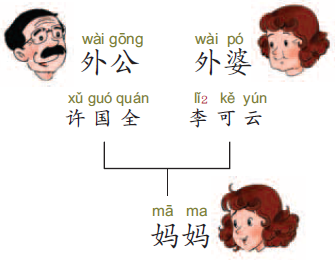 wài gōng
外公
wài pó
外婆
xǔ guó quán
许国全
lǐ2 kě yún
李可云
mā ma
妈妈